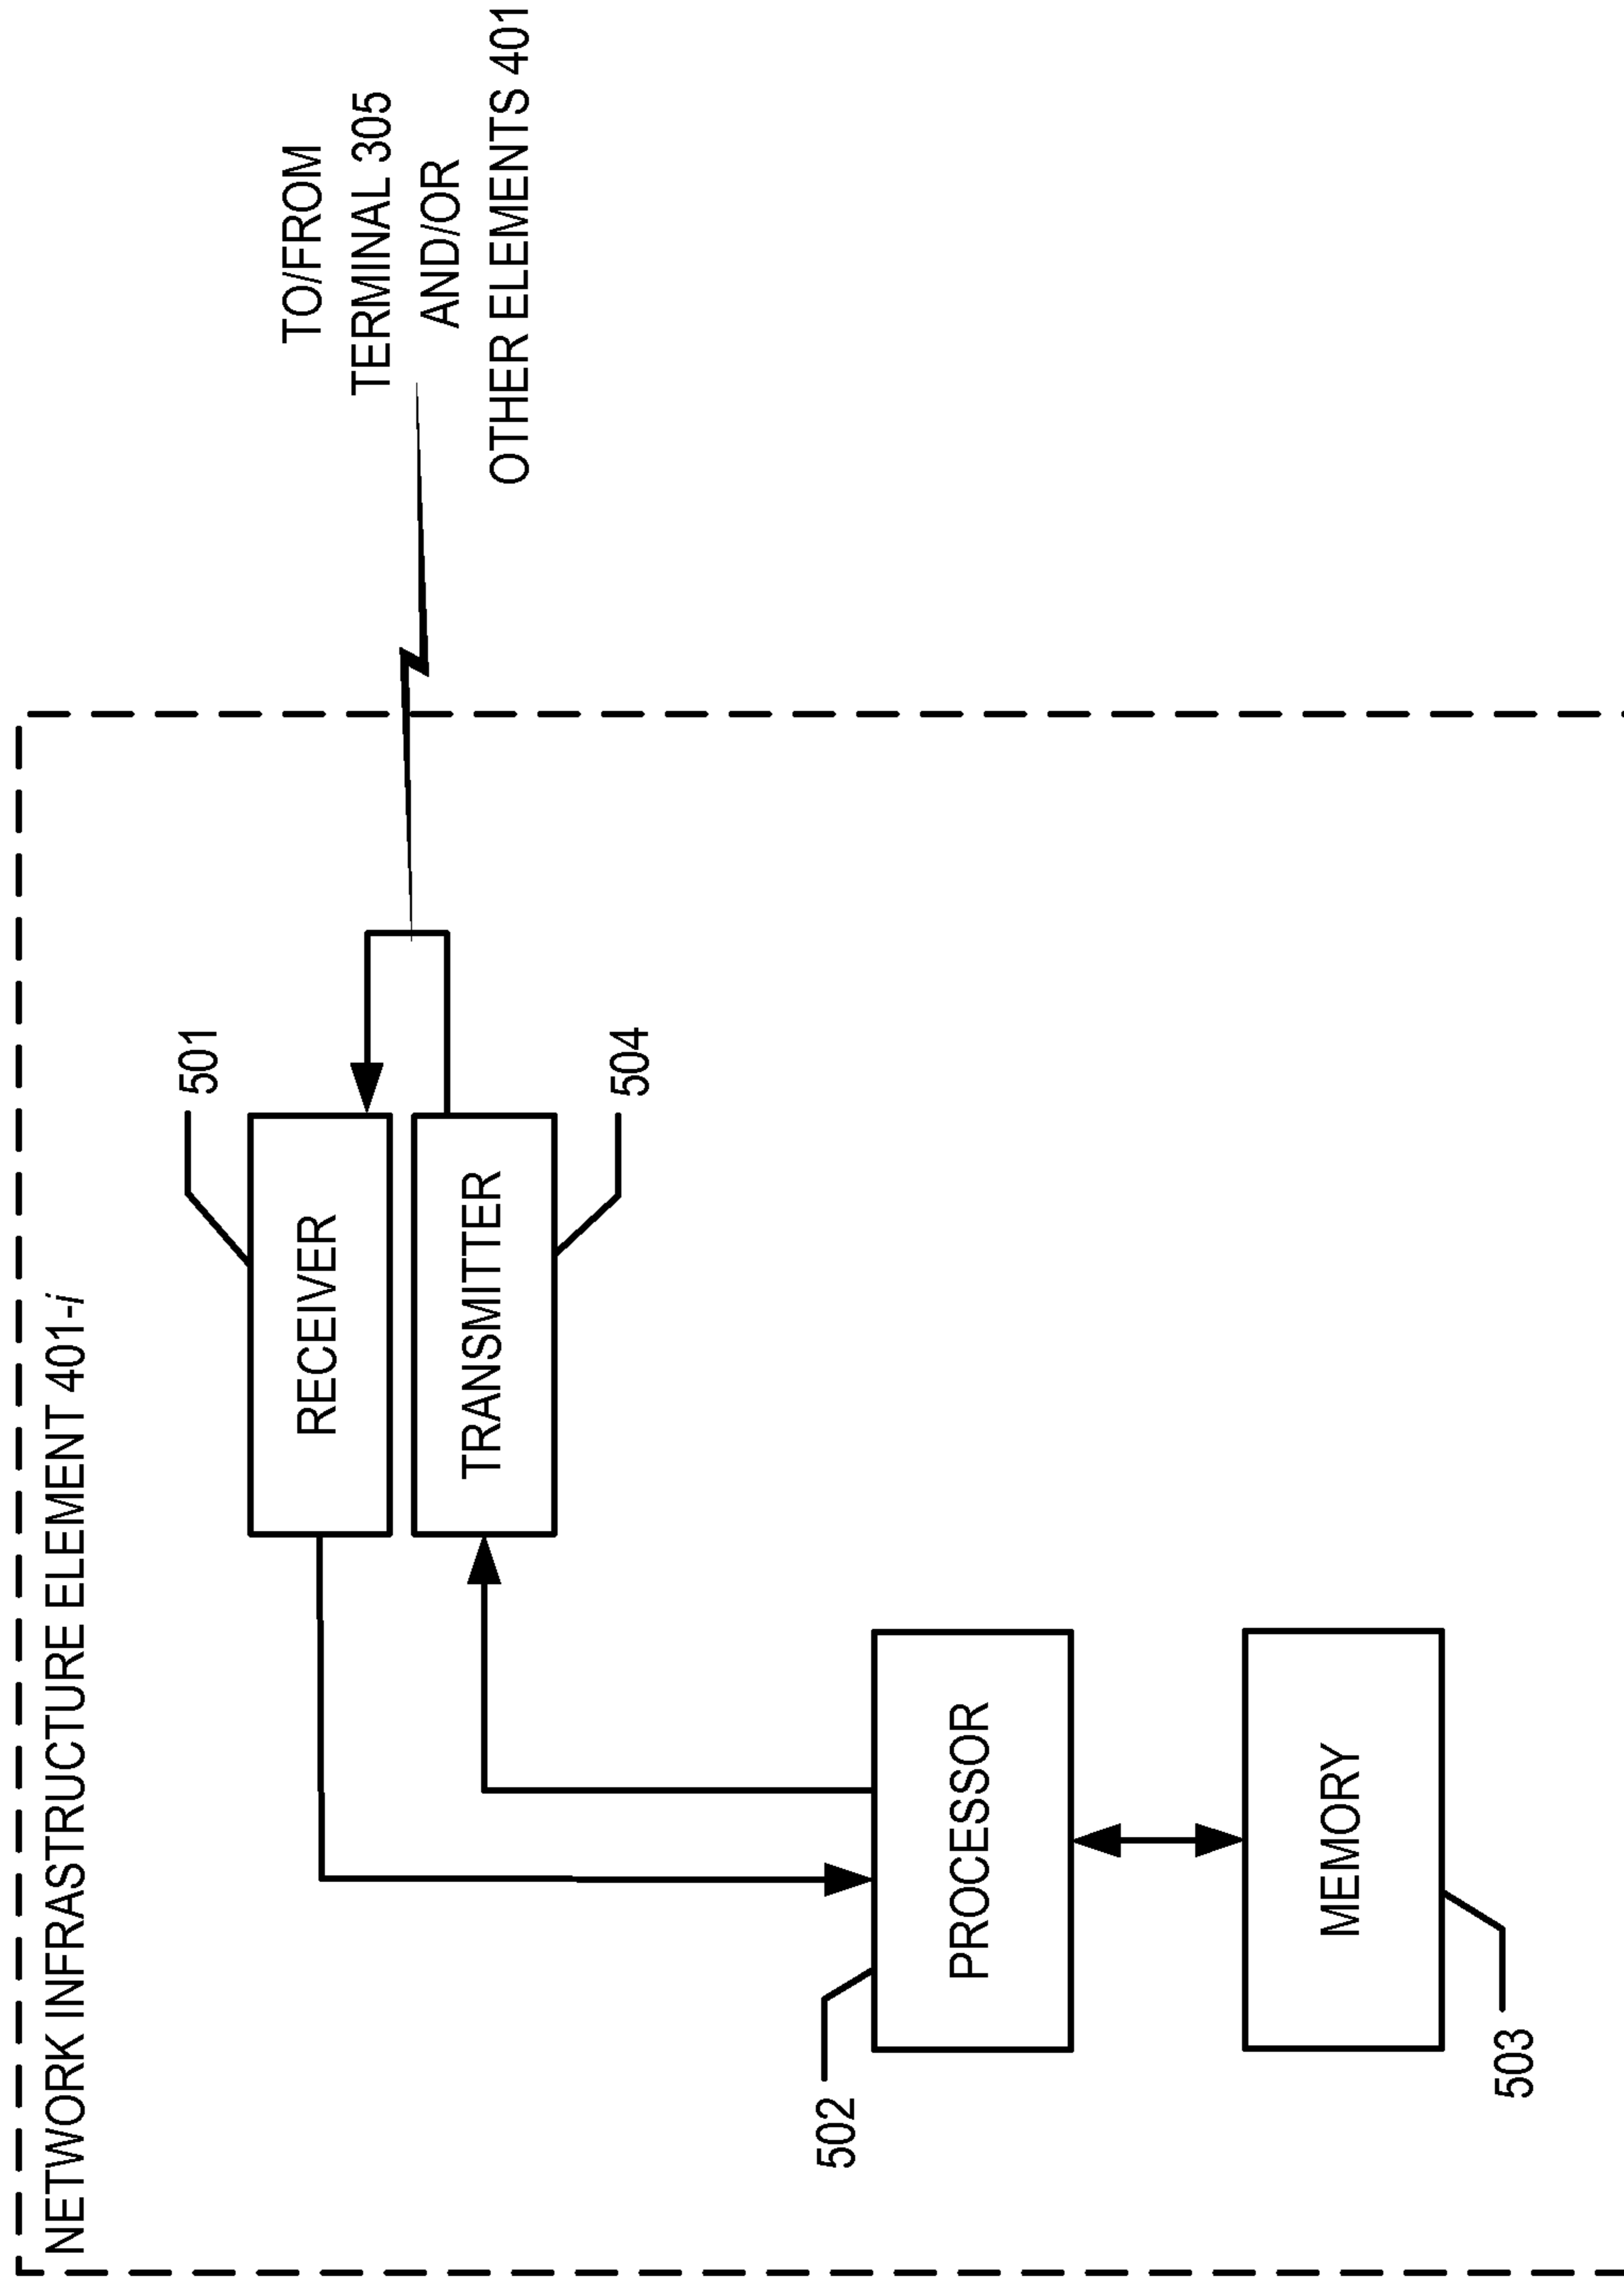 NETWORK INFRASTRUCTURE ELEMENT 401-i
501
RECEIVER
TO/FROM
TERMINAL 305
AND/OR
OTHER ELEMENTS 401
TRANSMITTER
504
502
PROCESSOR
MEMORY
503